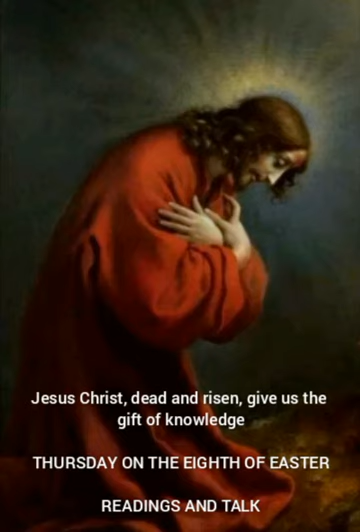 Jesus Christ, dead and risen, give us the
gift of knowledge
THURSDAY ON THE EIGHTH OF EASTER
READINGS AND TALK